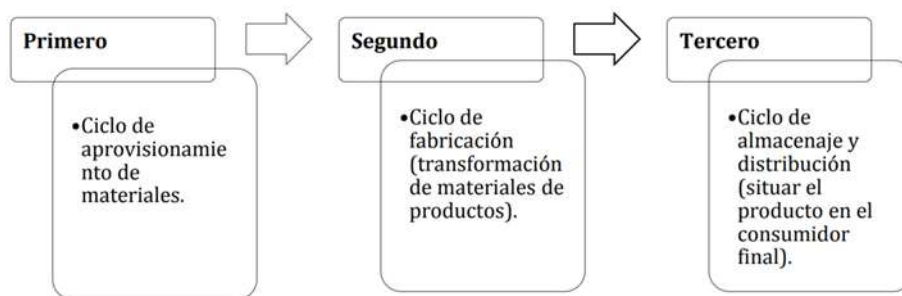 Primero
Segundo
Tercero
•Ciclo de
aprovisionamie
nto de
materiales.
•Ciclo de
fabricación
(transformación
de materiales de
productos).
•Ciclo de
almacenaje y
distribución
(situar el
producto en el
consumidor
final).